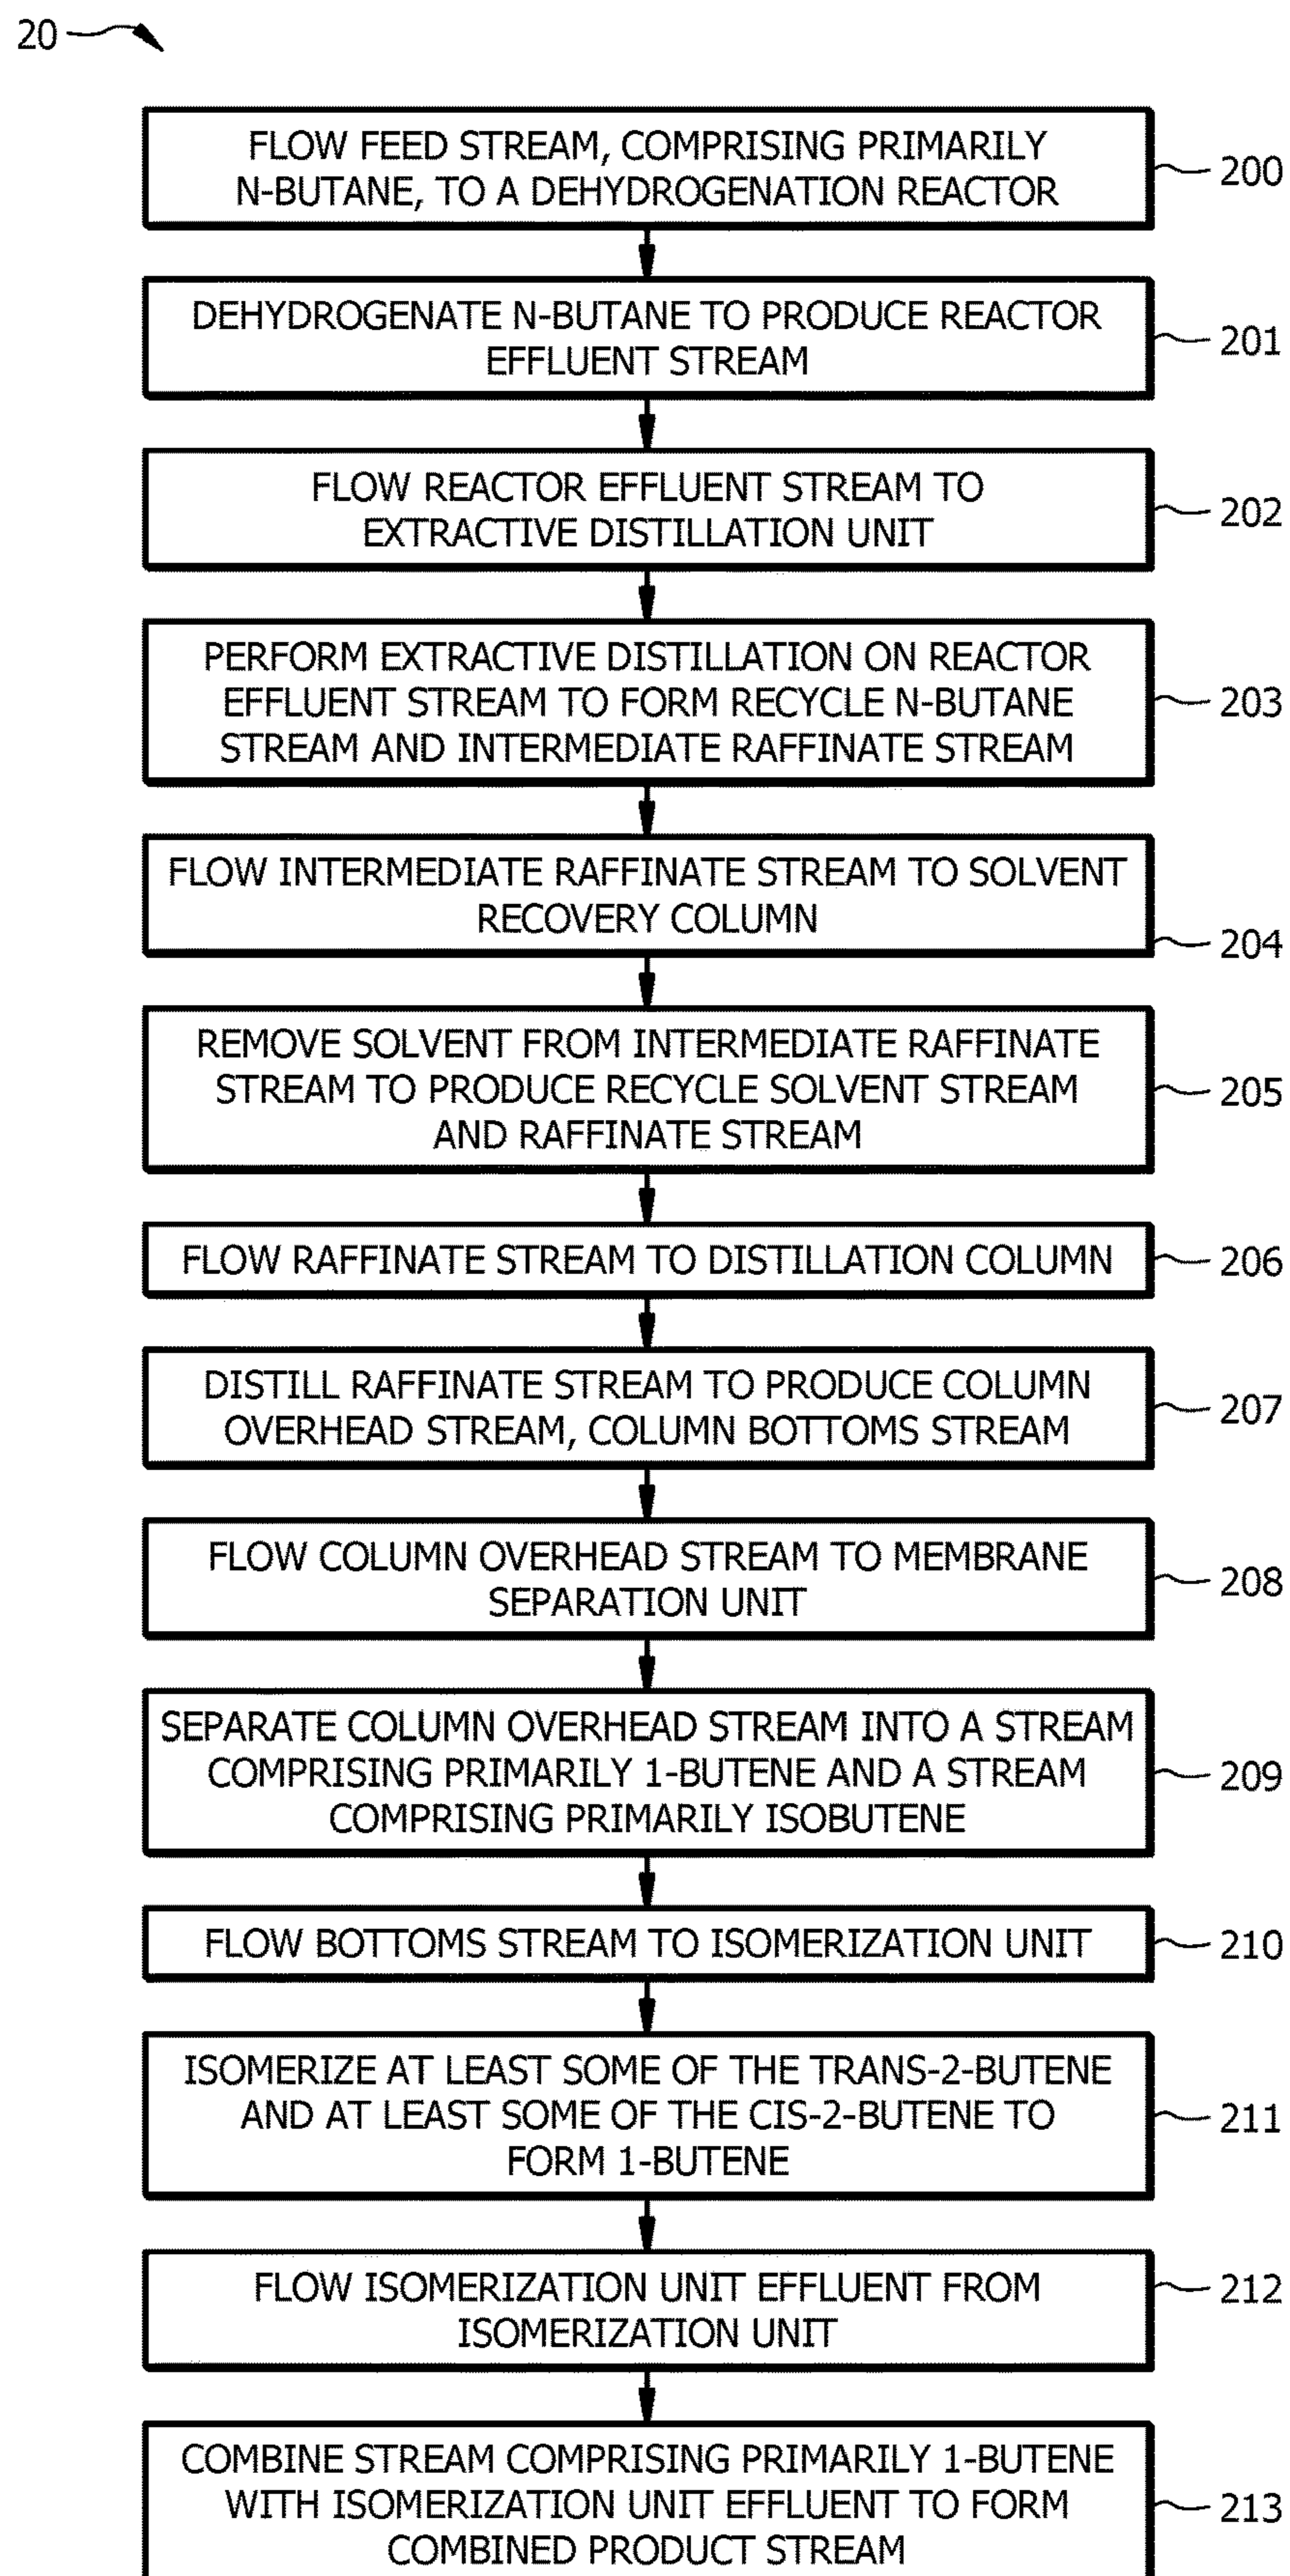 20
FLOW FEED STREAM, COMPRISING PRIMARILY
N-BUTANE, TO A DEHYDROGENATION REACTOR
200
DEHYDROGENATE N-BUTANE TO PRODUCE REACTOR
EFFLUENT STREAM
201
FLOW REACTOR EFFLUENT STREAM TO
EXTRACTIVE DISTILLATION UNIT
202
PERFORM EXTRACTIVE DISTILLATION ON REACTOR
EFFLUENT STREAM TO FORM RECYCLE N-BUTANE
STREAM AND INTERMEDIATE RAFFINATE STREAM
203
FLOW INTERMEDIATE RAFFINATE STREAM TO SOLVENT
RECOVERY COLUMN
204
REMOVE SOLVENT FROM INTERMEDIATE RAFFINATE
STREAM TO PRODUCE RECYCLE SOLVENT STREAM
AND RAFFINATE STREAM
205
FLOW RAFFINATE STREAM TO DISTILLATION COLUMN
206
DISTILL RAFFINATE STREAM TO PRODUCE COLUMN
OVERHEAD STREAM, COLUMN BOTTOMS STREAM
207
FLOW COLUMN OVERHEAD STREAM TO MEMBRANE
SEPARATION UNIT
208
SEPARATE COLUMN OVERHEAD STREAM INTO A STREAM
COMPRISING PRIMARILY 1-BUTENE AND A STREAM
COMPRISING PRIMARILY ISOBUTENE
209
FLOW BOTTOMS STREAM TO ISOMERIZATION UNIT
210
ISOMERIZE AT LEAST SOME OF THE TRANS-2-BUTENE
AND AT LEAST SOME OF THE CIS-2-BUTENE TO
FORM 1-BUTENE
211
FLOW ISOMERIZATION UNIT EFFLUENT FROM
ISOMERIZATION UNIT
212
COMBINE STREAM COMPRISING PRIMARILY 1-BUTENE
WITH ISOMERIZATION UNIT EFFLUENT TO FORM
COMBINED PRODUCT STREAM
213